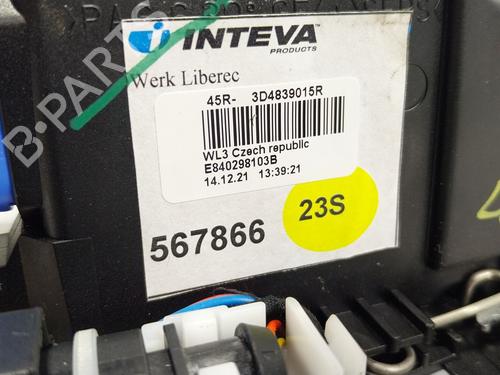 INTEVA
PRODUCTS
Werk Liberec
45R- 3D4839015R
WL3 Czech republic
E840298103B
14.12.21 13:39:21
567866
23S
B-PARTS